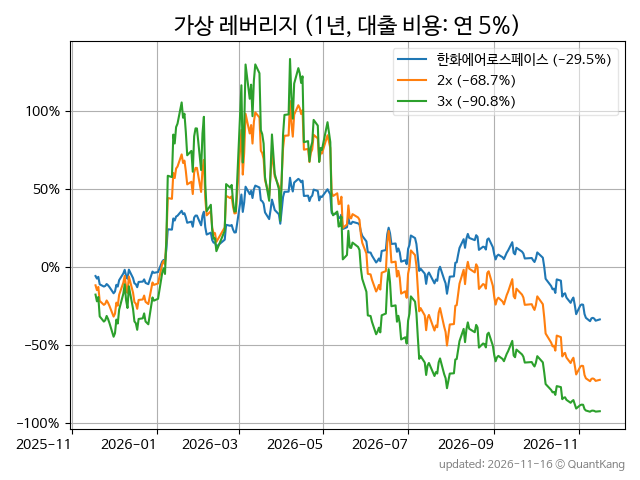 가상 레버리지 (1년, 대출 비용: 연 5%)
한화에어로스페이스 (−29.5%)
2x (−68.7%)
3x (−90.8%)
100%
50%
0%
−50%
−100%
2025-11 2026-01 2026-03 2026-05 2026-07 2026-09 2026-11
updated: 2026-11-16 © QuantKang